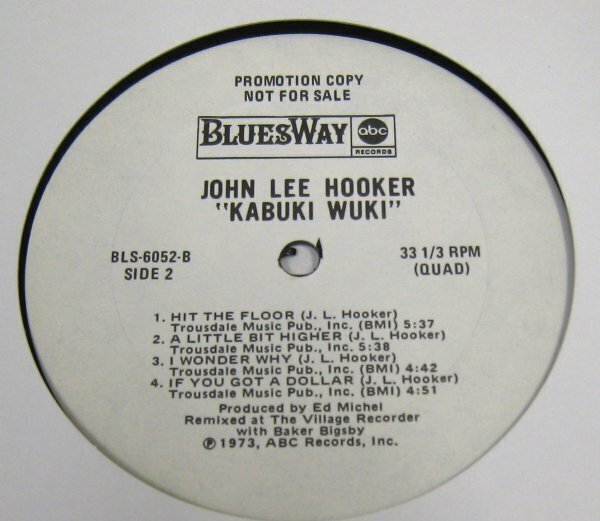 PROMOTION COPY
NOT FOR SALE
BLUESWAY abc RECORDS
JOHN LEE HOOKER
"KABUKI WUKI"
BLS-6052-B 33 1/3 RPM
SIDE 2 (QUAD)
1. HIT THE FLOOR (J. L. Hooker)
Trousdale Music Pub., Inc. (BMI) 5:37
2. A LITTLE BIT HIGHER (J. L. Hooker)
Trousdale Music Pub., Inc. 5:38
3. I WONDER WHY (J. L. Hooker)
Trousdale Music Pub., Inc. (BMI) 4:42
4. IF YOU GOT A DOLLAR (J. L. Hooker)
Trousdale Music Pub., Inc. (BMI) 4:51
Produced by Ed Michel
Remixed at The Village Recorder
with Baker Bigsby
℗ 1973, ABC Records, Inc.